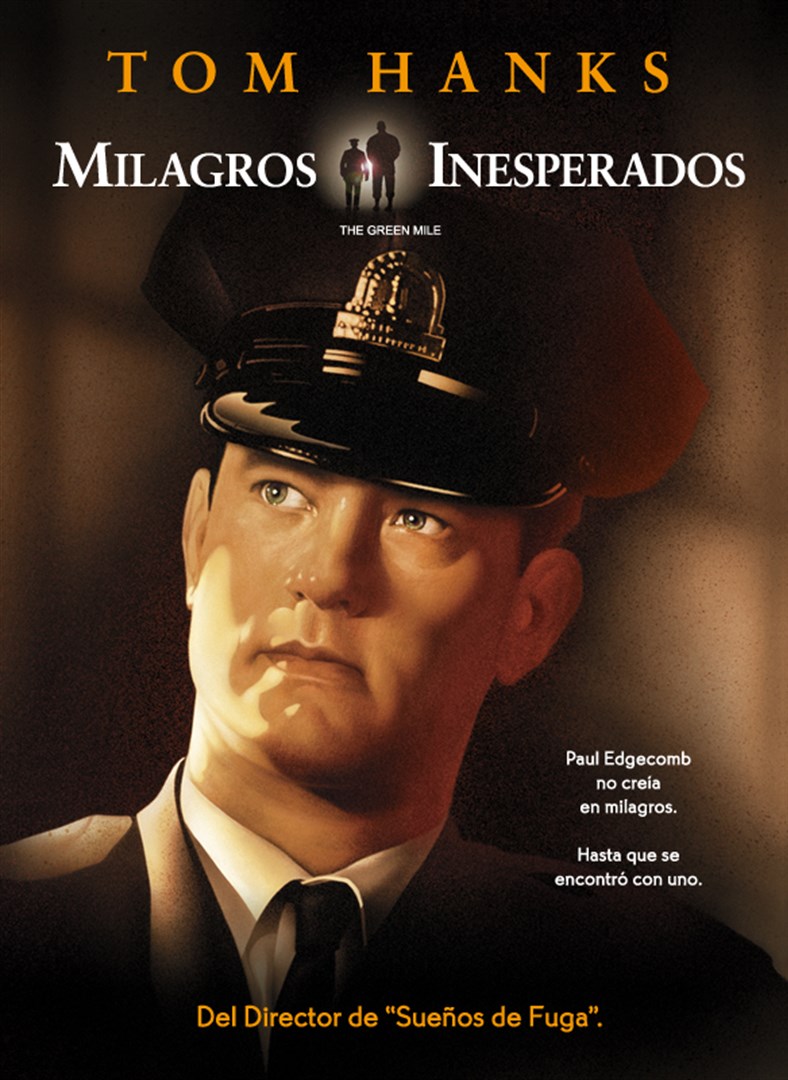 TOM HANKS
MILAGROS INESPERADOS
THE GREEN MILE
Paul Edgecomb
no creía
en milagros.
Hasta que se
encontró con uno.
Del Director de “Sueños de Fuga”.